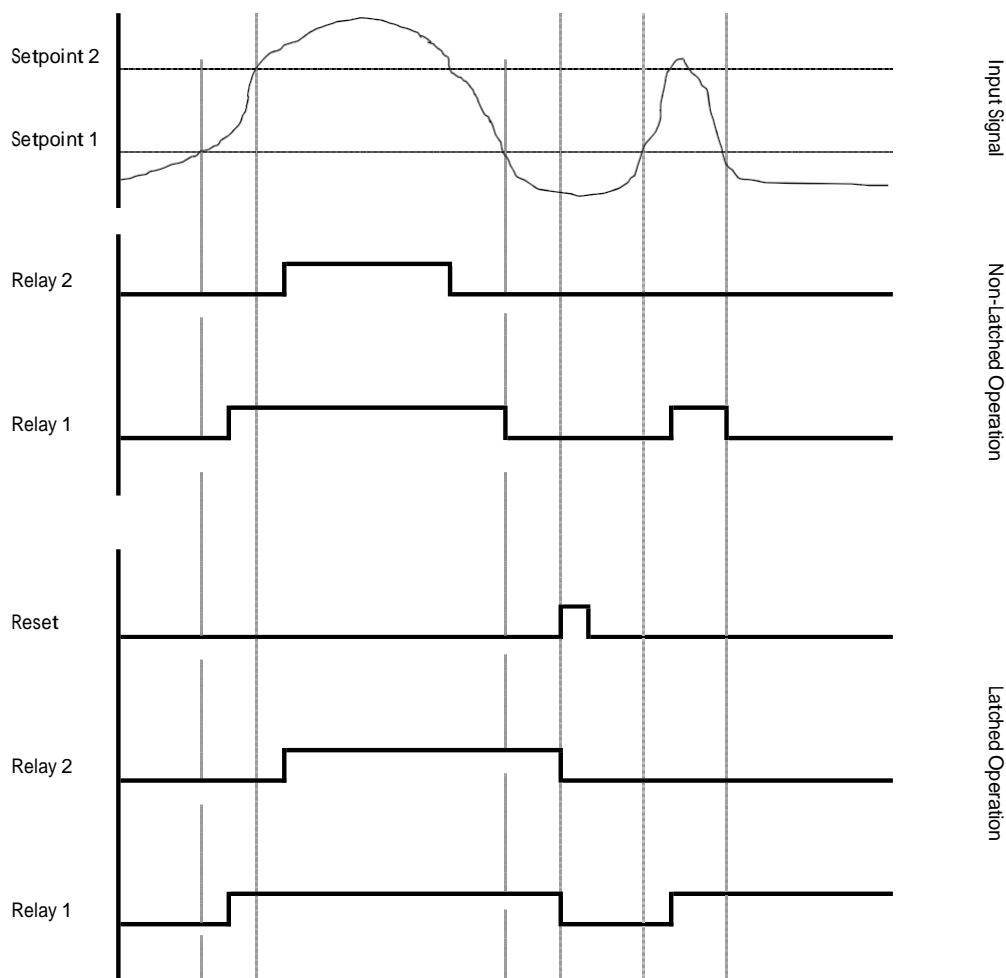 Setpoint 2
Setpoint 1
Input Signal
Relay 2
Relay 1
Non-Latched Operation
Reset
Relay 2
Relay 1
Latched Operation